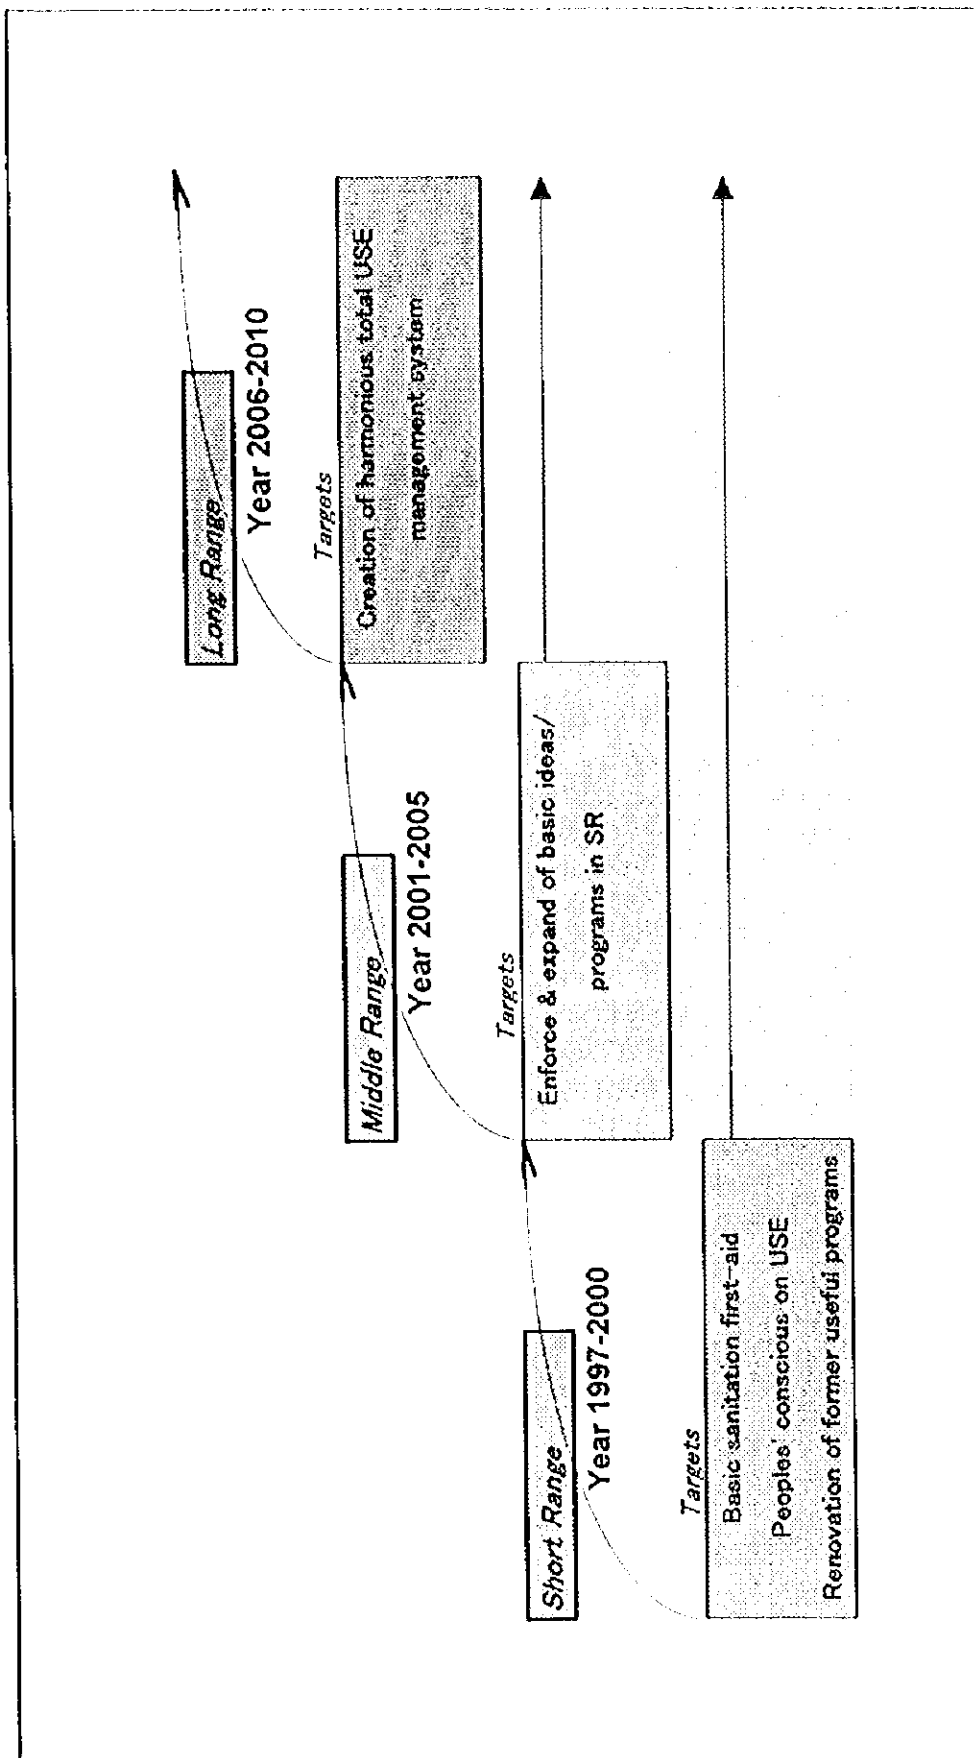 Long Range
Year 2006-2010
Targets
Creation of harmonious total USE
management system
Middle Range
Year 2001-2005
Targets
Enforce & expand of basic ideas/
programs in SR
Short Range
Year 1997-2000
Targets
Basic sanitation first-aid
Peoples' conscious on USE
Renovation of former useful programs